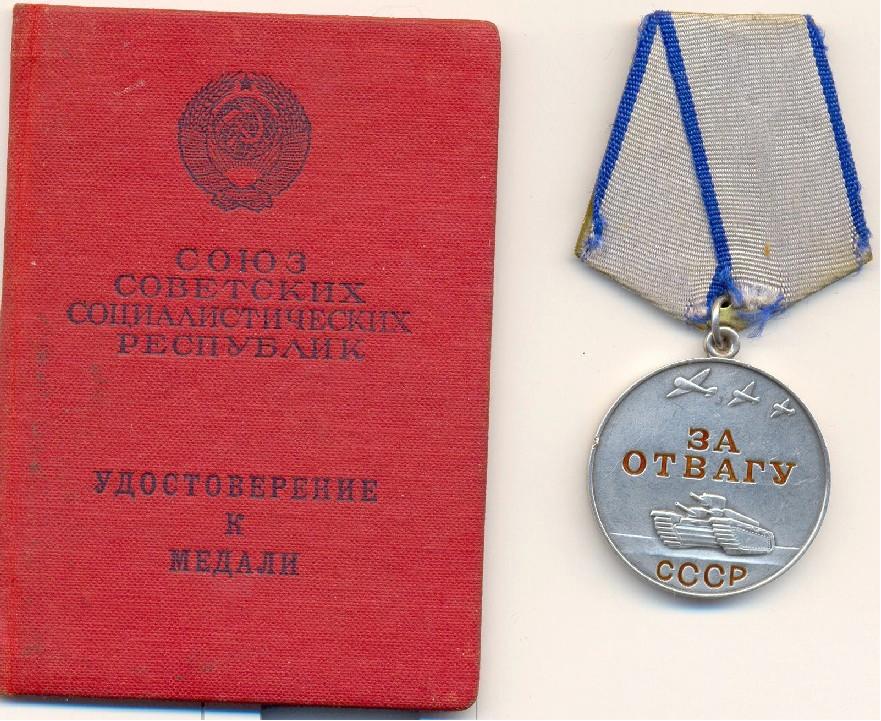 СОЮЗ
СОВЕТСКИХ
СОЦИАЛИСТИЧЕСКИХ
РЕСПУБЛИК
УДОСТОВЕРЕНИЕ
К
МЕДАЛИ
ЗА
ОТВАГУ
СССР